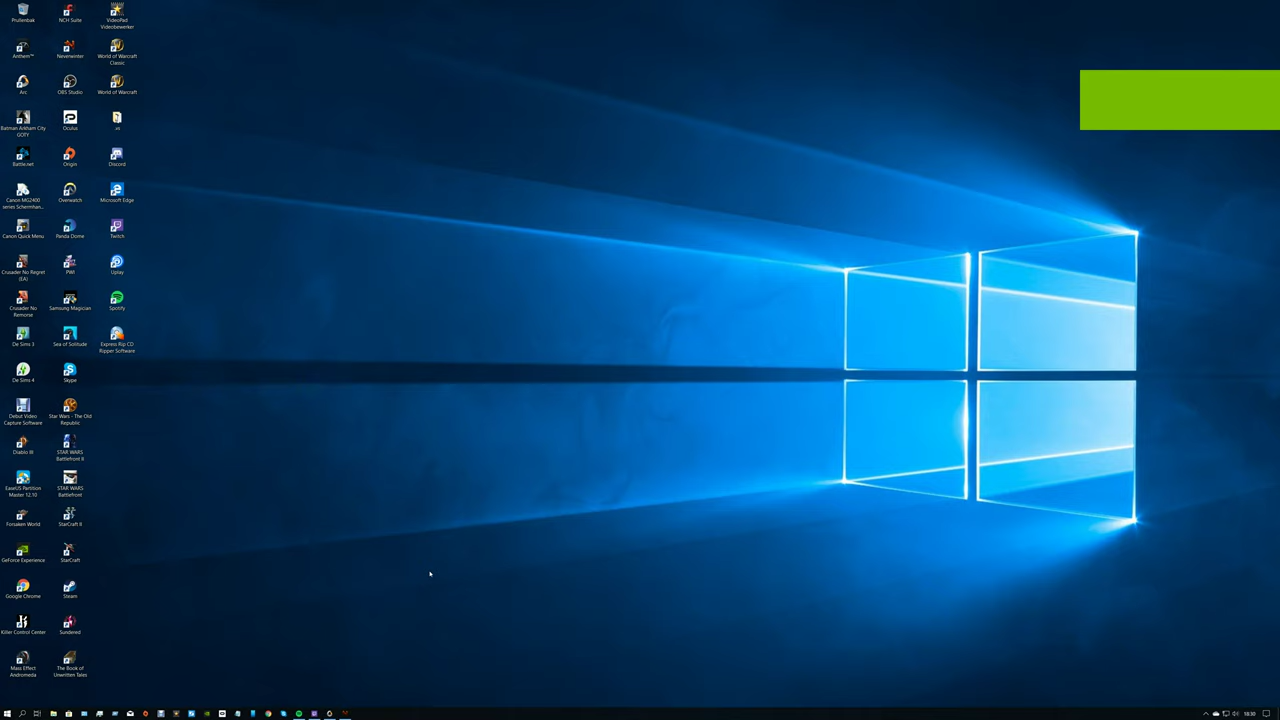 Prullenbak
NCH Suite
VideoPad
Videobewerker
Anthem™
Neverwinter
World of Warcraft
Classic
Arc
OBS Studio
World of Warcraft
Batman Arkham City
GOTY
Oculus
xs
Battle.net
Origin
Discord
Canon MG2400
series Schermhan...
Overwatch
Microsoft Edge
Canon Quick Menu
Panda Dome
Twitch
Crusader No Regret
(EA)
PWI
Uplay
Crusader No
Remorse
Samsung Magician
Spotify
De Sims 3
Sea of Solitude
Express Rip CD
Ripper Software
De Sims 4
Skype
Debut Video
Capture Software
Star Wars - The Old
Republic
Diablo III
STAR WARS
Battlefront II
EaseUS Partition
Master 12.10
STAR WARS
Battlefront
Forsaken World
StarCraft II
GeForce Experience
StarCraft
Google Chrome
Steam
Killer Control Center
Sundered
Mass Effect
Andromeda
The Book of
Unwritten Tales
18:30